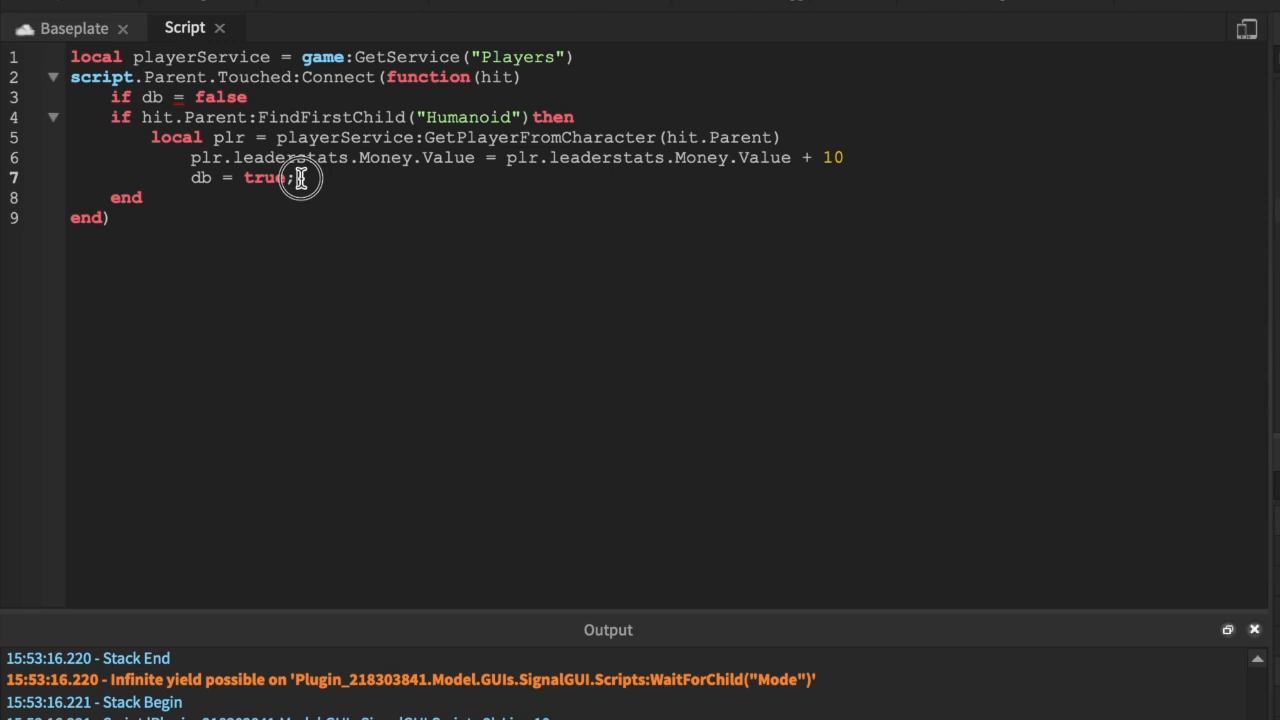 Baseplate
Script
1 local playerService = game:GetService("Players")
2 script.Parent.Touched:Connect(function(hit)
3 if db = false
4 if hit.Parent:FindFirstChild("Humanoid")then
5 local plr = playerService:GetPlayerFromCharacter(hit.Parent)
6 plr.leaderstats.Money.Value = plr.leaderstats.Money.Value + 10
7 db = true;
8 end
9 end)
Output
15:53:16.220 - Stack End
15:53:16.220 - Infinite yield possible on 'Plugin_218303841.Model.GUIs.SignalGUI.Scripts:WaitForChild("Mode")'
15:53:16.221 - Stack Begin